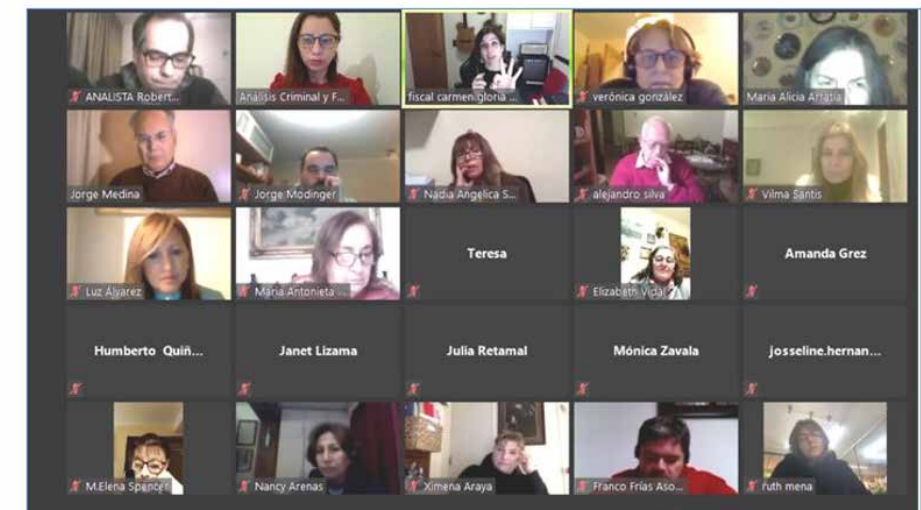 ANALISTA Robert...
Análisis Criminal y F...
fiscal carmen.gloria ...
verónica gonzález
Maria Alicia Arratia
Jorge Medina
Jorge Modinger
Nadia Angelica S...
alejandro silva
Vilma Santis
Luz Álvarez
Maria Antonieta ...
Teresa
Elizabeth Vidal
Amanda Grez
Humberto Quiñ...
Janet Lizama
Julia Retamal
Mónica Zavala
josseline.hernan...
M.Elena Spencer
Nancy Arenas
Ximena Araya
Franco Frías Aso...
ruth mena